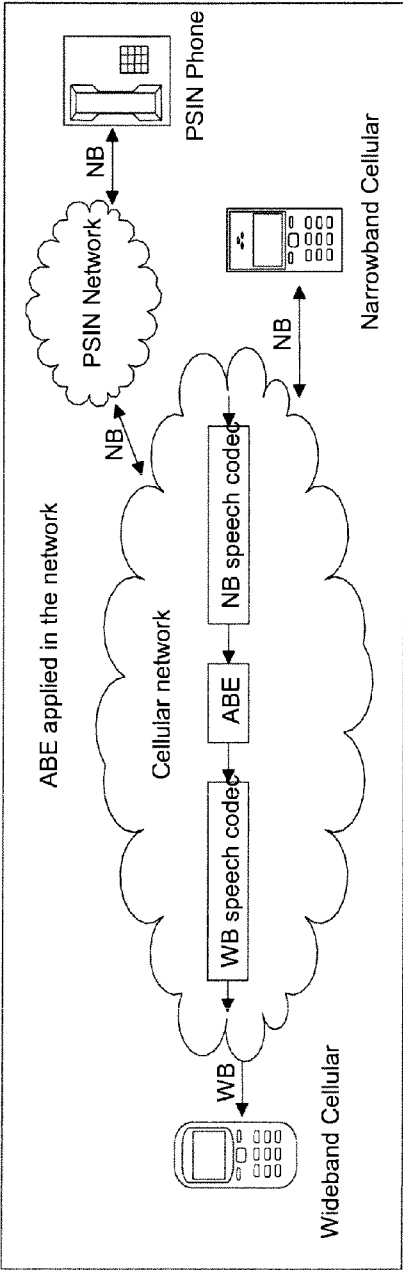 ABE applied in the network
PSIN Phone
NB
PSIN Network
NB
Cellular network
WB speech codec
ABE
NB speech codec
WB
Wideband Cellular
NB
Narrowband Cellular